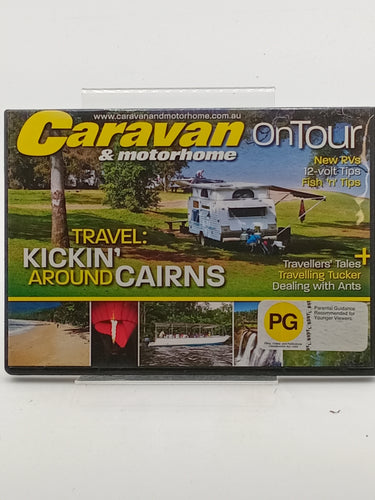 www.caravanandmotorhome.com.au
Caravan
& motorhome
OnTour
New RVs
12-volt Tips
Fish 'n' Tips
TRAVEL:
KICKIN'
AROUND CAIRNS
+
Travellers' Tales
Travelling Tucker
Dealing with Ants
PG
Parental Guidance
Recommended for
Younger Viewers.